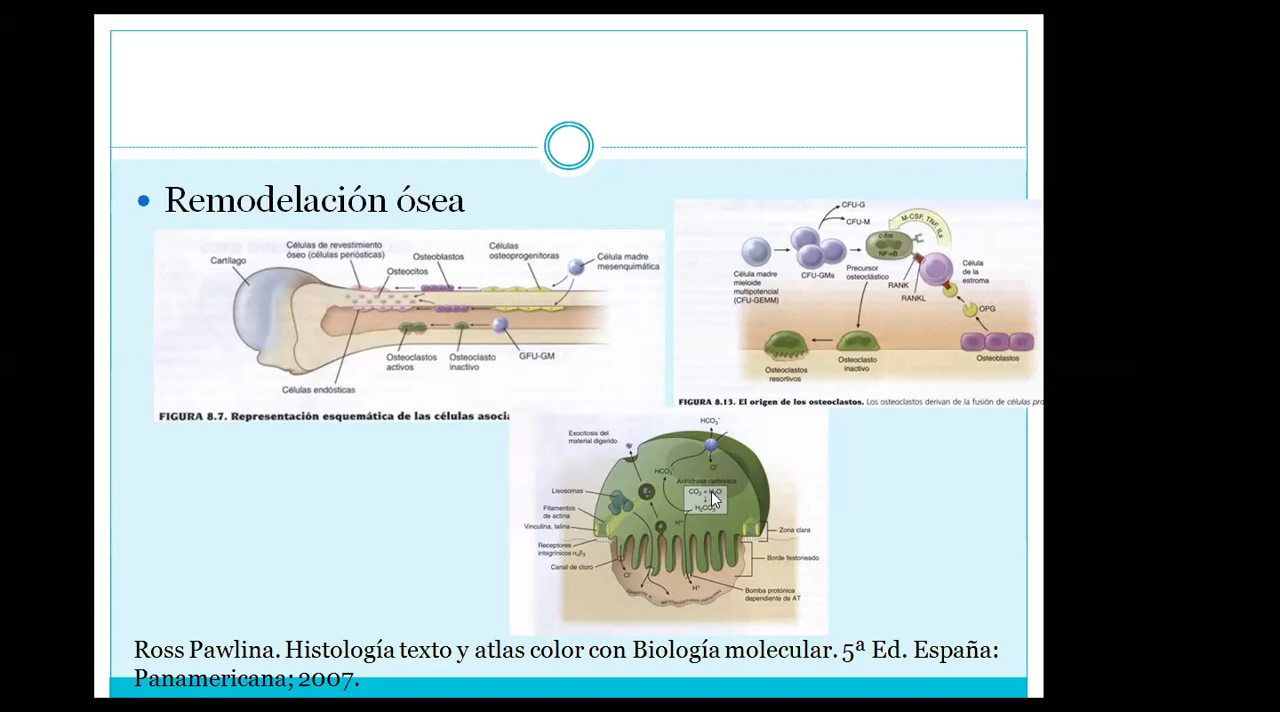 Remodelación ósea
Cartílago
Células de revestimiento
óseo (células periósticas)
Osteocitos
Osteoblastos
Células
osteoprogenitoras
Célula madre
mesenquimática
Osteoclastos
activos
Osteoclasto
inactivo
GFU-GM
Células endósticas
FIGURA 8.7. Representación esquemática de las células asoci
CFU-G
CFU-M
M-CSF, TNF, ILs
c-fos
NF-κB
Célula madre
mieloide
multipotencial
(CFU-GEMM)
CFU-GMs
Precursor
osteoclástico
RANK
RANKL
Célula
de la
estroma
OPG
Osteoblastos
Osteoclasto
inactivo
Osteoclastos
resortivos
FIGURA 8.13. El origen de los osteoclastos. Los osteoclastos derivan de la fusión de células pro
HCO₃⁻
Exocitosis del
material digerido
HCO₃⁻
Cl⁻
Anhidrasa carbónica
CO₂ + H₂O
H₂CO₃
H⁺
Lisosomas
Filamentos
de actina
Vinculina, talina
Receptores
integrínicos αᵥβ₃
Canal de cloro
Cl⁻
H⁺
Zona clara
Borde festoneado
Bomba protónica
dependiente de AT
Ross Pawlina. Histología texto y atlas color con Biología molecular. 5ª Ed. España:
Panamericana; 2007.